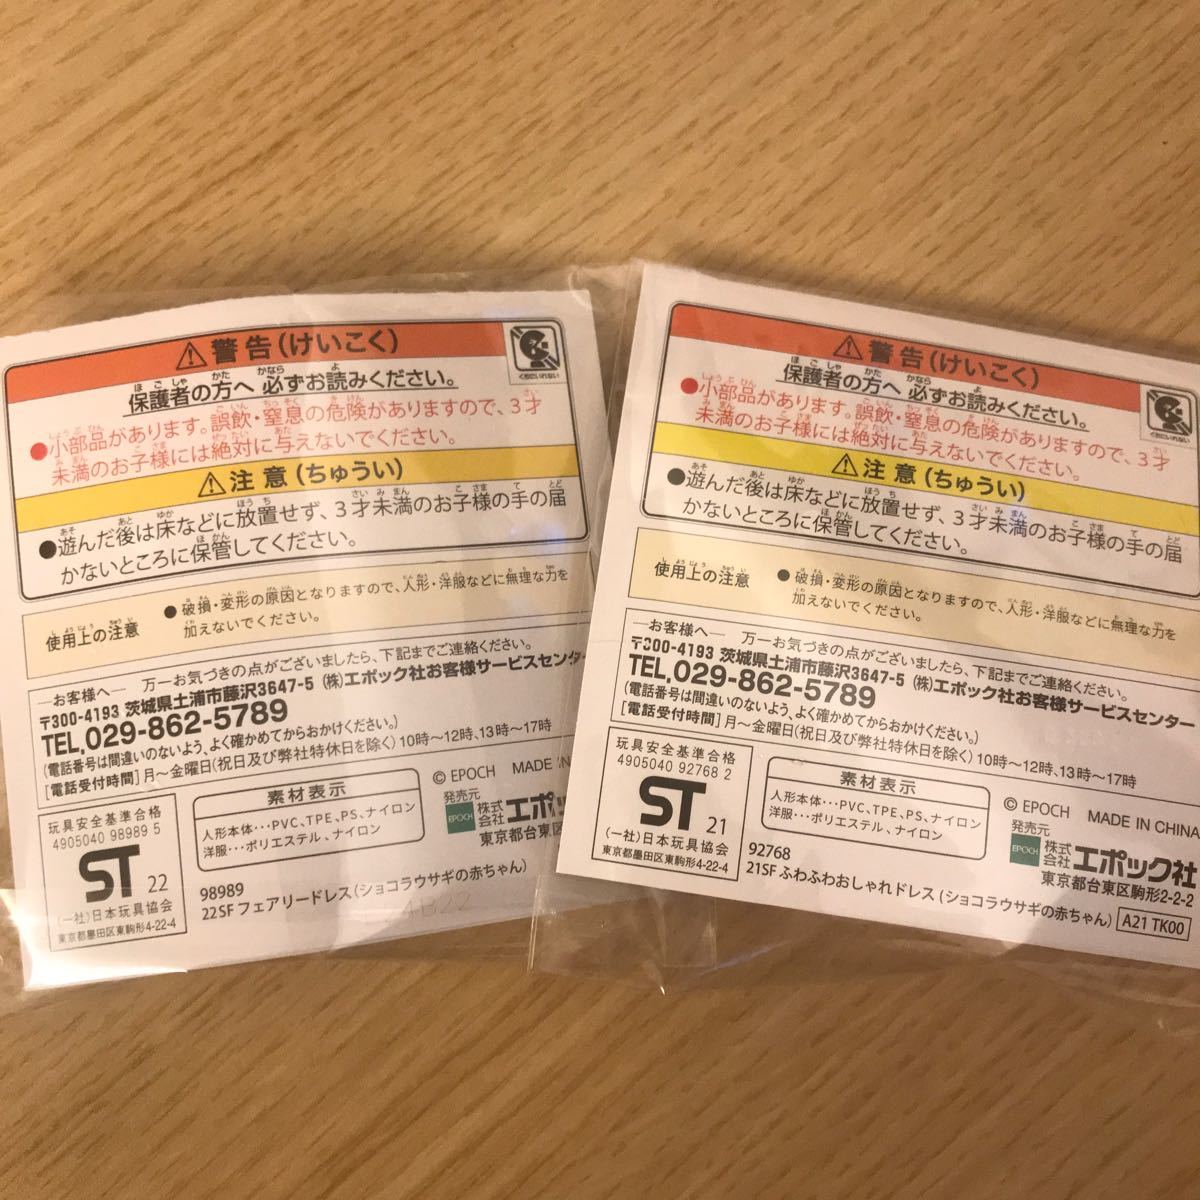 ⚠警告(けいこく)
保護者の方へ 必ずお読みください。
●小部品があります。誤飲・窒息の危険がありますので、3才
未満のお子様には絶対に与えないでください。
くちにいれない
⚠注意(ちゅうい)
●遊んだ後は床などに放置せず、3才未満のお子様の手の届
かないところに保管してください。
使用上の注意
●破損・変形の原因となりますので、人形・洋服などに無理な力を
加えないでください。
―お客様へ― 万一お気づきの点がございましたら、下記までご連絡ください。
〒300-4193 茨城県土浦市藤沢3647-5 (株)エポック社お客様サービスセンター
TEL.029-862-5789
(電話番号は間違いのないよう、よく確かめてからおかけください。)
[電話受付時間]月～金曜日(祝日及び弊社特休日を除く)10時～12時、13時～17時
玩具安全基準合格
4905040 98989 5
ST 22
(一社)日本玩具協会
東京都墨田区東駒形4-22-4
素材表示
人形本体…PVC、TPE、PS、ナイロン
洋服…ポリエステル、ナイロン
98989
22SFフェアリードレス(ショコラウサギの赤ちゃん)
© EPOCH MADE IN
発売元
EPOCH
株式会社エポック
東京都台東区
⚠警告(けいこく)
保護者の方へ 必ずお読みください。
●小部品があります。誤飲・窒息の危険がありますので、3才
未満のお子様には絶対に与えないでください。
くちにいれない
⚠注意(ちゅうい)
●遊んだ後は床などに放置せず、3才未満のお子様の手の届
かないところに保管してください。
使用上の注意
●破損・変形の原因となりますので、人形・洋服などに無理な力を
加えないでください。
―お客様へ― 万一お気づきの点がございましたら、下記までご連絡ください。
〒300-4193 茨城県土浦市藤沢3647-5 (株)エポック社お客様サービスセンター
TEL.029-862-5789
(電話番号は間違いのないよう、よく確かめてからおかけください。)
[電話受付時間]月～金曜日(祝日及び弊社特休日を除く)10時～12時、13時～17時
玩具安全基準合格
4905040 92768 2
ST 21
(一社)日本玩具協会
東京都墨田区東駒形4-22-4
素材表示
人形本体…PVC、TPE、PS、ナイロン
洋服…ポリエステル、ナイロン
92768
21SFふわふわおしゃれドレス(ショコラウサギの赤ちゃん) A21 TK00
© EPOCH MADE IN CHINA
発売元
EPOCH
株式会社エポック社
東京都台東区駒形2-2-2